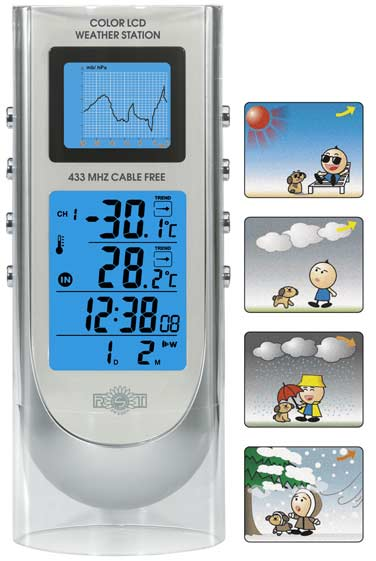 COLOR LCD
WEATHER STATION
mb/ hPa
433 MHZ CABLE FREE
TREND
CH 1 -30.1°C
TREND
IN 28.2°C
12:38 08
1 D 2 M W